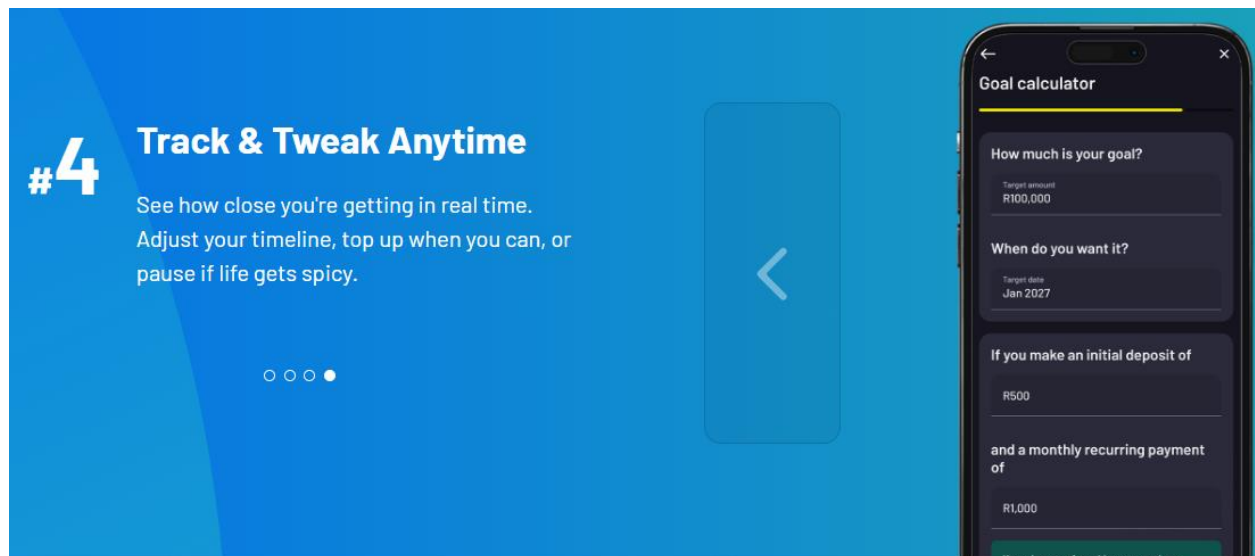 #4
Track & Tweak Anytime
See how close you're getting in real time.
Adjust your timeline, top up when you can, or
pause if life gets spicy.
Goal calculator
How much is your goal?
Target amount
R100,000
When do you want it?
Target date
Jan 2027
If you make an initial deposit of
R500
and a monthly recurring payment
of
R1,000